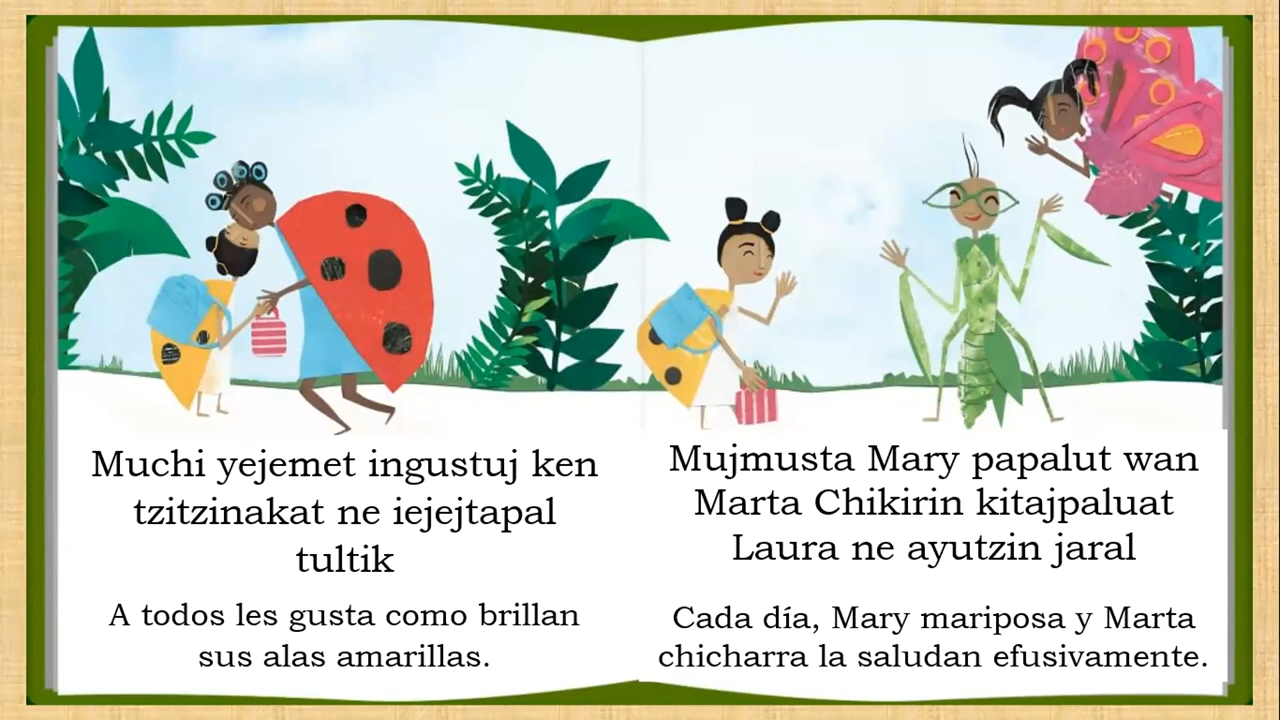 Muchi yejemet ingustuj ken
tzitzinakat ne iejejtapal
tultik
A todos les gusta como brillan
sus alas amarillas.
Mujmusta Mary papalut wan
Marta Chikirin kitajpaluat
Laura ne ayutzin jaral
Cada día, Mary mariposa y Marta
chicharra la saludan efusivamente.